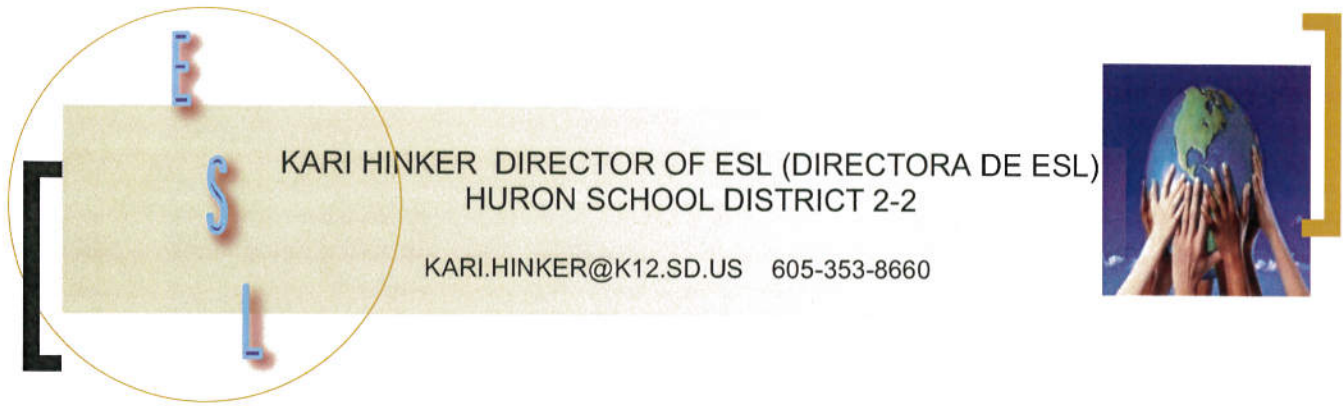 ESL
KARI HINKER DIRECTOR OF ESL (DIRECTORA DE ESL)
HURON SCHOOL DISTRICT 2-2
KARI.HINKER@K12.SD.US 605-353-8660